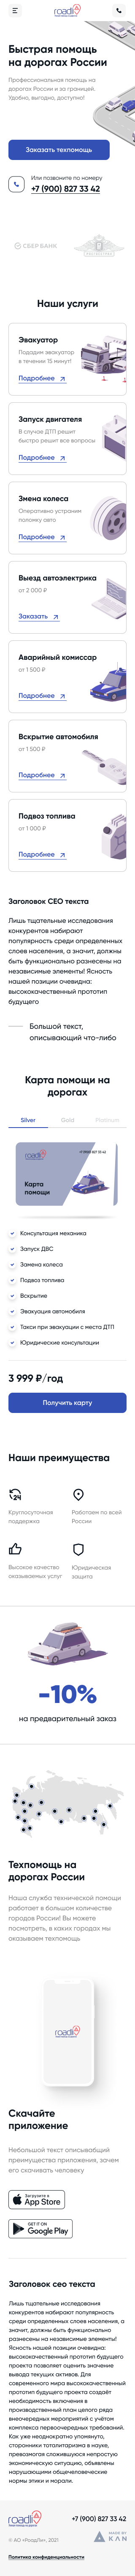 roadli
Быстрая помощь
на дорогах России
Профессиональная помощь на
дорогах России и за границей.
Удобно, выгодно, доступно!
Заказать техпомощь
Или позвоните по номеру
+7 (900) 827 33 42
СБЕР БАНК
Наши услуги
Эвакуатор
Подадим эвакуатор
в течение 15 минут!
Подробнее
Запуск двигателя
В случае ДТП решит
быстро решит все вопросы
Подробнее
Смена колеса
Оперативно устраним
поломку авто
Подробнее
Выезд автоэлектрика
от 2 000 ₽
Заказать
Аварийный комиссар
от 1 500 ₽
Подробнее
Вскрытие автомобиля
от 1 500 ₽
Подробнее
Подвоз топлива
от 1 000 ₽
Подробнее
Заголовок СЕО текста
Лишь тщательные исследования
конкурентов набирают
популярность среди определенных
слоев населения, а значит, должны
быть функционально разнесены на
независимые элементы! Ясность
нашей позиции очевидна:
высококачественный прототип
будущего
Большой текст,
описывающий что-либо
Карта помощи на
дорогах
Silver Gold Platinum
roadli
+7 (900) 827 33 42
Карта
помощи
Консультация механика
Запуск ДВС
Замена колеса
Подвоз топлива
Вскрытие
Эвакуация автомобиля
Такси при эвакуации с места ДТП
Юридические консультации
3 999 ₽/год
Получить карту
Наши преимущества
24
Круглосуточная
поддержка
Работаем по всей
России
Высокое качество
оказываемых услуг
Юридическая
защита
-10%
на предварительный заказ
Техпомощь на
дорогах России
Наша служба технической помощи
работает в большом количестве
городов России! Вы можете
посмотреть, в каких городах мы
оказываем техпомощь
roadli
Скачайте
приложение
Небольшой текст описывабщий
преимущества приложения, зачем
его скачивать человеку
Загрузите в
App Store
GET IT ON
Google Play
Заголовок сео текста
Лишь тщательные исследования
конкурентов набирают популярность
среди определенных слоев населения, а
значит, должны быть функционально
разнесены на независимые элементы!
Ясность нашей позиции очевидна:
высококачественный прототип будущего
проекта позволяет оценить значение
вывода текущих активов. Для
современного мира высококачественный
прототип будущего проекта создаёт
необходимость включения в
производственный план целого ряда
внеочередных мероприятий с учётом
комплекса первоочередных требований.
Как уже неоднократно упомянуто,
сторонники тоталитаризма в науке,
превозмогая сложившуюся непростую
экономическую ситуацию, объявлены
нарушающими общечеловеческие
нормы этики и морали.
roadli
+7 (900) 827 33 42
© АО «РоадЛи», 2021
MADE BY
KAN
Политика конфиденциальности